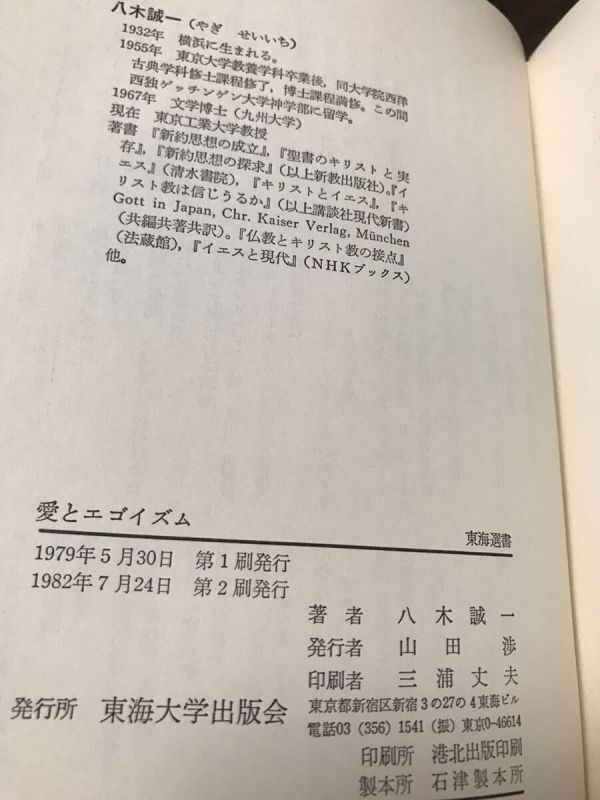 八木誠一（やぎ　せいいち）
1932年　横浜に生まれる。
1955年　東京大学教養学科卒業後，同大学院西洋
古典学科修士課程修了，博士課程満修。この間
西独ゲッチンゲン大学神学部に留学。
1967年　文学博士（九州大学）
現在　東京工業大学教授
著書　『新約思想の成立』，『聖書のキリストと実
存』，『新約思想の探求』（以上新教出版社）。『イ
エス』（清水書院），『キリストとイエス』，『キ
リスト教は信じうるか』（以上講談社現代新書）
Gott in Japan, Chr. Kaiser Verlag, München
（共編共著共訳）。『仏教とキリスト教の接点』
（法蔵館），『イエスと現代』（NHKブックス）
他。
愛とエゴイズム　東海選書
1979年5月30日　第1刷発行
1982年7月24日　第2刷発行
著者　八木誠一
発行者　山田渉
印刷者　三浦丈夫
発行所　東海大学出版会
東京都新宿区新宿3の27の4東海ビル
電話03（356）1541（振）東京0-46614
印刷所　港北出版印刷
製本所　石津製本所